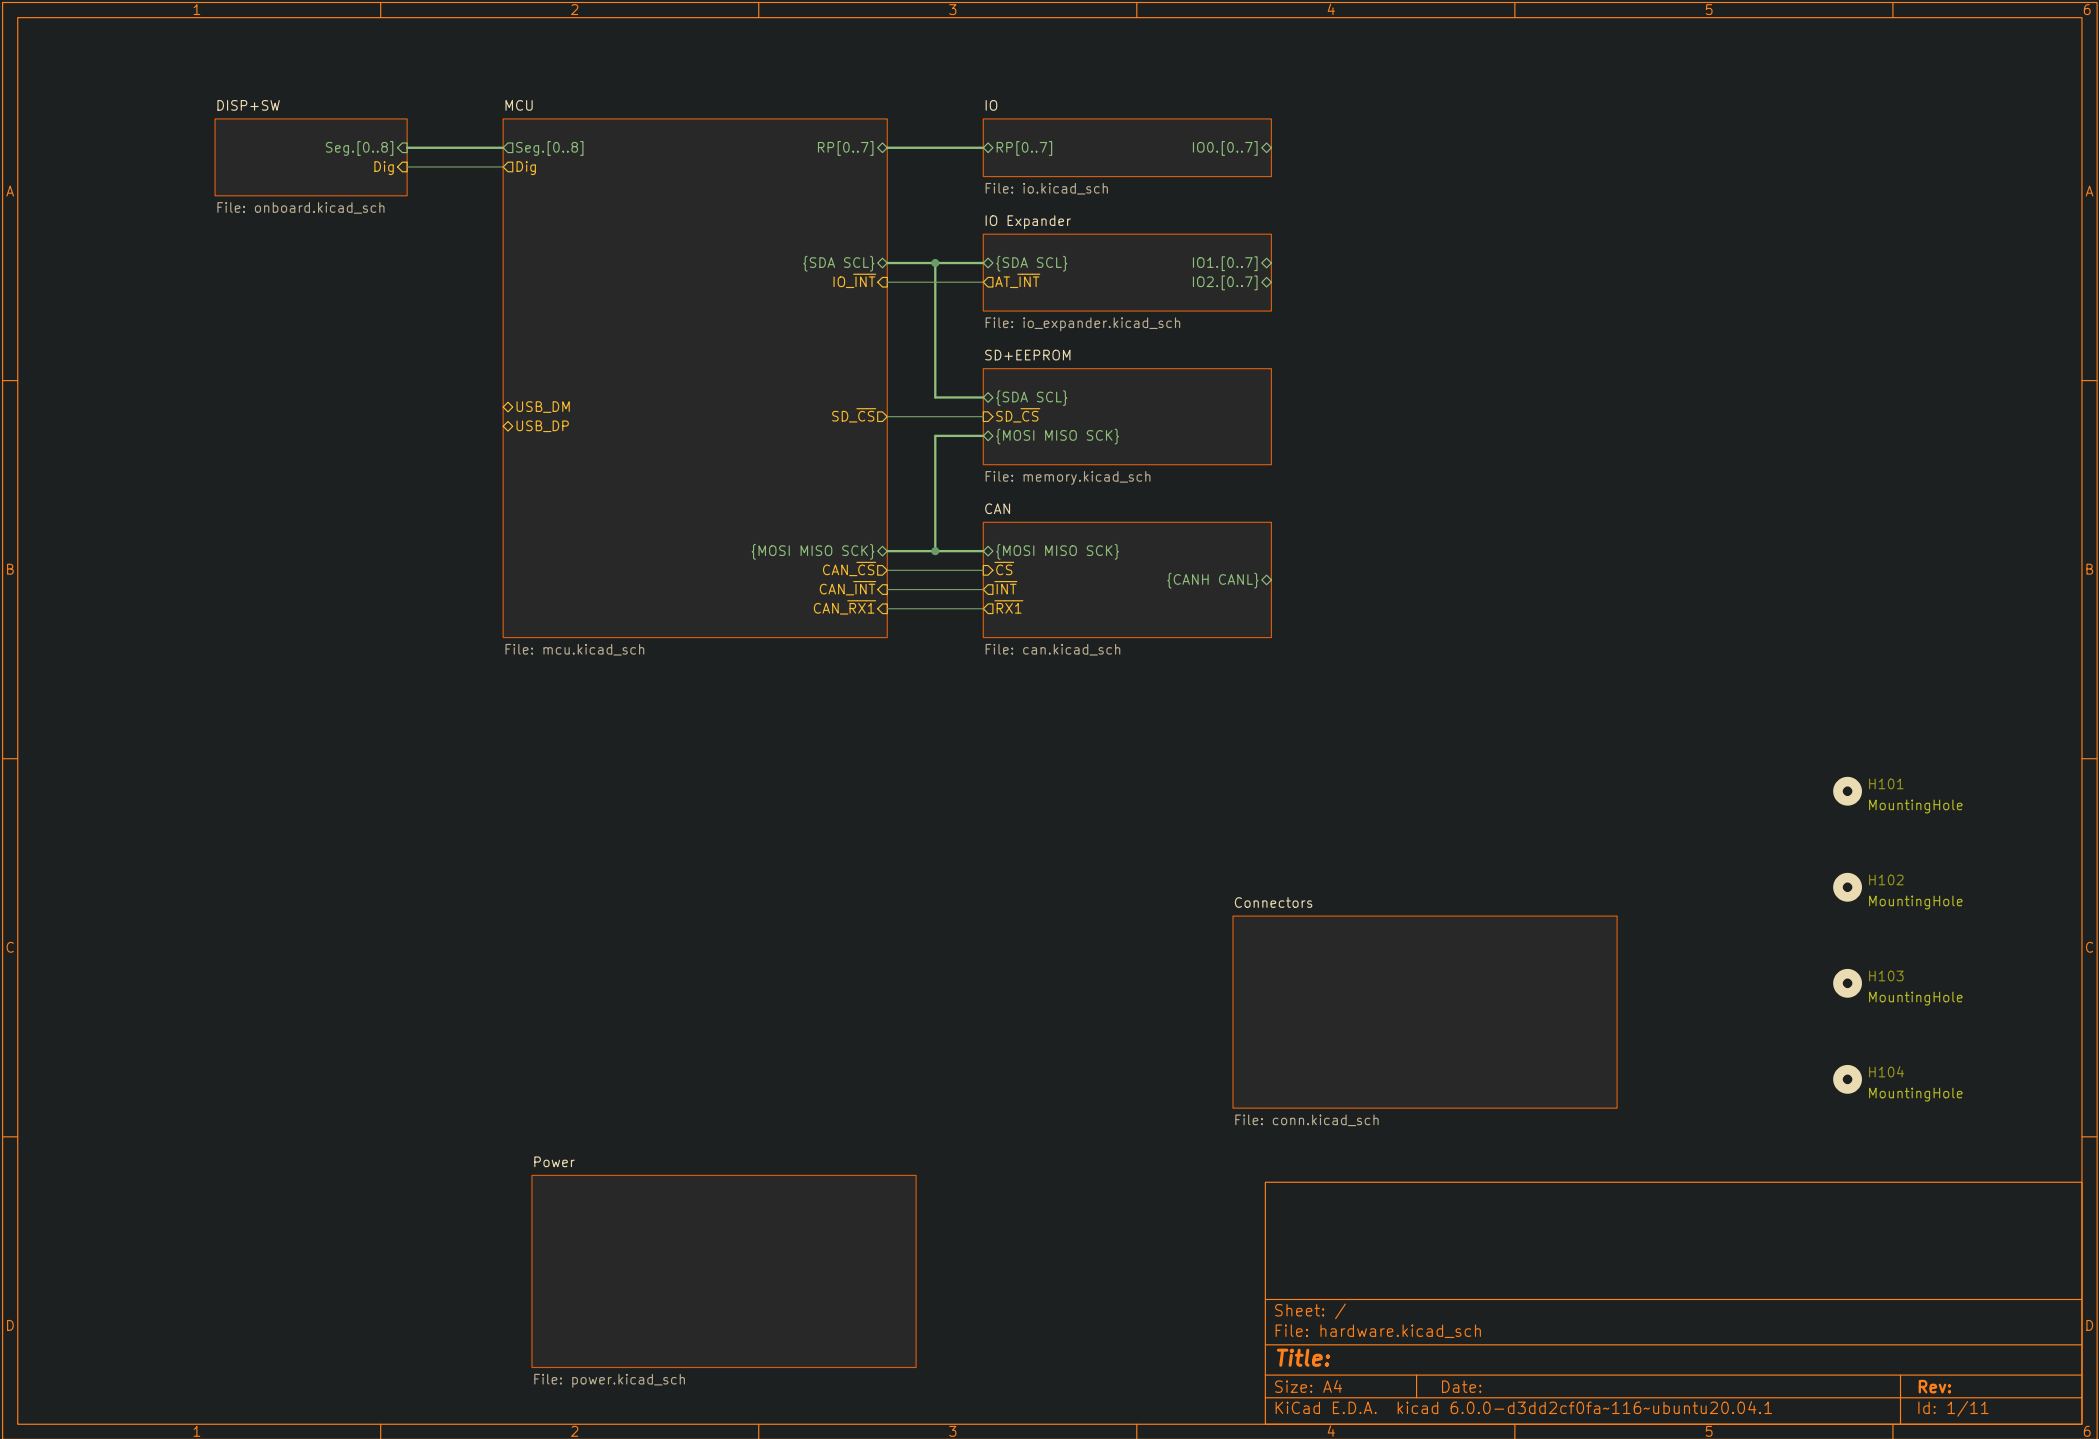 1 2 3 4 5 6
DISP+SW
Seg.[0..8]
Dig
File: onboard.kicad_sch
MCU
Seg.[0..8]
Dig
USB_DM
USB_DP
RP[0..7]
{SDA SCL}
IO_INT
SD_CS
{MOSI MISO SCK}
CAN_CS
CAN_INT
CAN_RX1
File: mcu.kicad_sch
IO
RP[0..7] IO0.[0..7]
File: io.kicad_sch
IO Expander
{SDA SCL} IO1.[0..7]
AT_INT IO2.[0..7]
File: io_expander.kicad_sch
SD+EEPROM
{SDA SCL}
SD_CS
{MOSI MISO SCK}
File: memory.kicad_sch
CAN
{MOSI MISO SCK}
CS
{CANH CANL}
INT
RX1
File: can.kicad_sch
A A
B B
C C
D D
H101
MountingHole
H102
MountingHole
H103
MountingHole
H104
MountingHole
Connectors
File: conn.kicad_sch
Power
File: power.kicad_sch
Sheet: /
File: hardware.kicad_sch
Title:
Size: A4 Date: Rev:
KiCad E.D.A. kicad 6.0.0-d3dd2cf0fa~116~ubuntu20.04.1 Id: 1/11
1 2 3 4 5 6